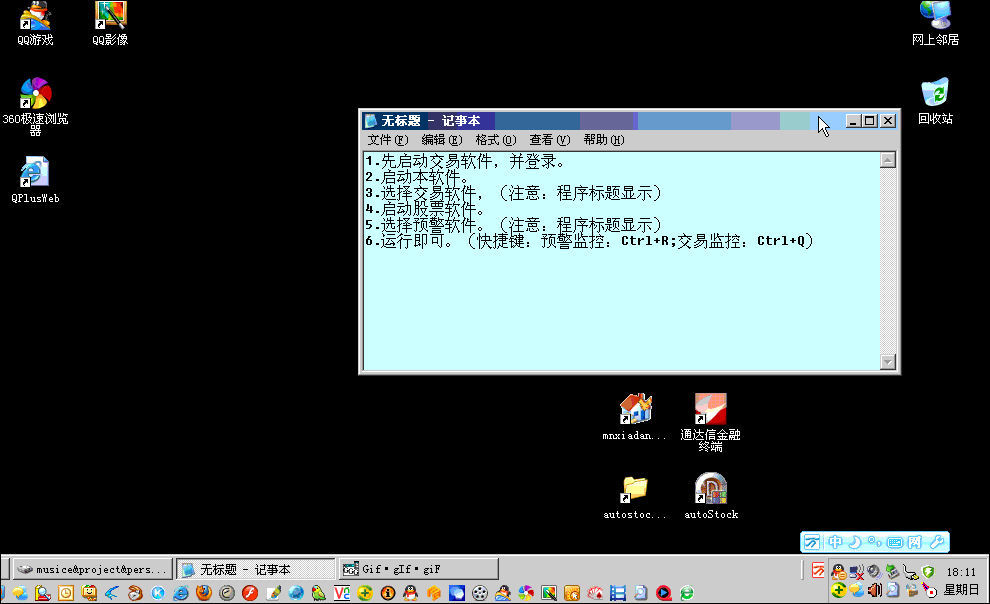 QQ游戏
QQ影像
网上邻居
360极速浏览器
回收站
QPlusWeb
无标题 - 记事本
文件(F) 编辑(E) 格式(O) 查看(V) 帮助(H)
1.先启动交易软件，并登录。
2.启动本软件。
3.选择交易软件，（注意：程序标题显示）
4.启动股票软件。
5.选择预警软件。（注意：程序标题显示）
6.运行即可。（快捷键：预警监控：Ctrl+R;交易监控：Ctrl+Q）
mnxiadan...
通达信金融终端
autostoc...
autoStock
中 网
musice&project&pers...
无标题 - 记事本
Gif·gIf·giF
18:11
星期日